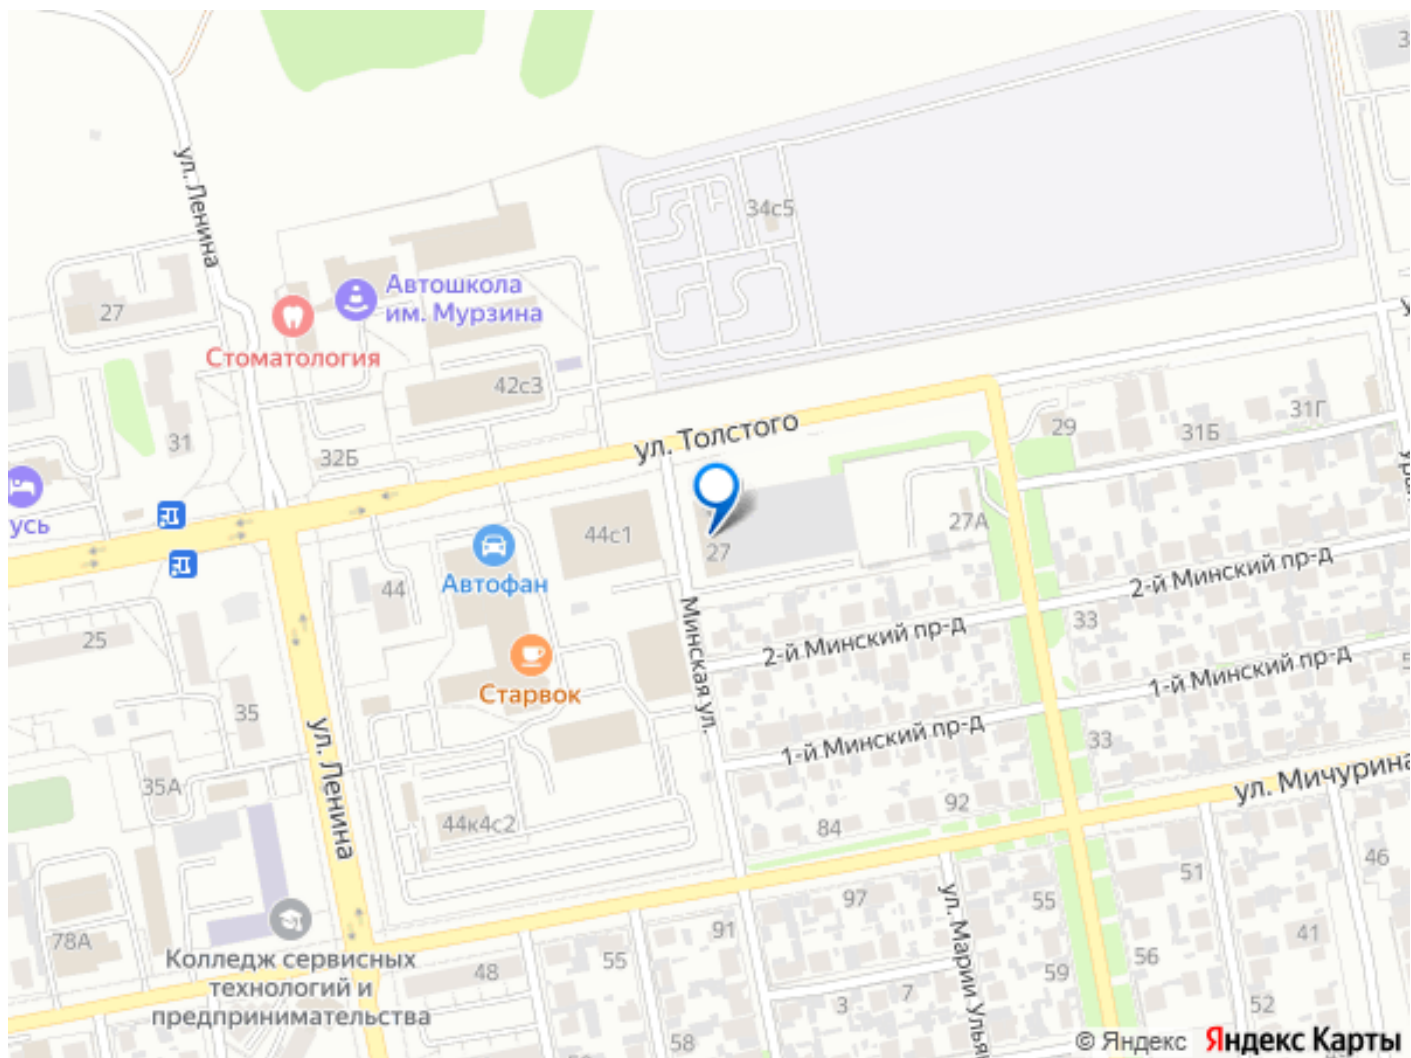 ул. Ленина
34с5
27
Автошкола
им. Мурзина
Стоматология
42с3
31
32Б
ул. Толстого
29
31Б
31Г
усь
44с1
27
27А
Автофан
44
25
Минская ул.
2-й Минский пр-д
2-й Минский пр-д
33
Старвок
35
1-й Минский пр-д
1-й Минский пр-д
33
ул. Ленина
35А
ул. Мичурина
44к4с2
84
92
51
46
97
55
ул. Марии Улья
78А
91
41
Колледж сервисных
технологий и
предпринимательства
48
55
59
56
3
7
52
58
© Яндекс Яндекс Карты